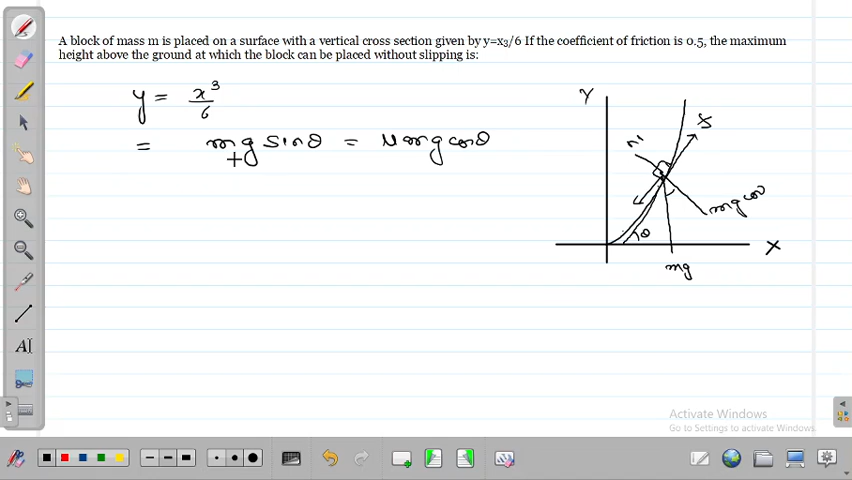 A block of mass m is placed on a surface with a vertical cross section given by y=x3/6 If the coefficient of friction is 0.5, the maximum
height above the ground at which the block can be placed without slipping is:
y = x³/6
= mg sinθ = μ mg cosθ
Y
mg cos
θ
X
mg
AI
Activate Windows
Go to Settings to activate Windows.